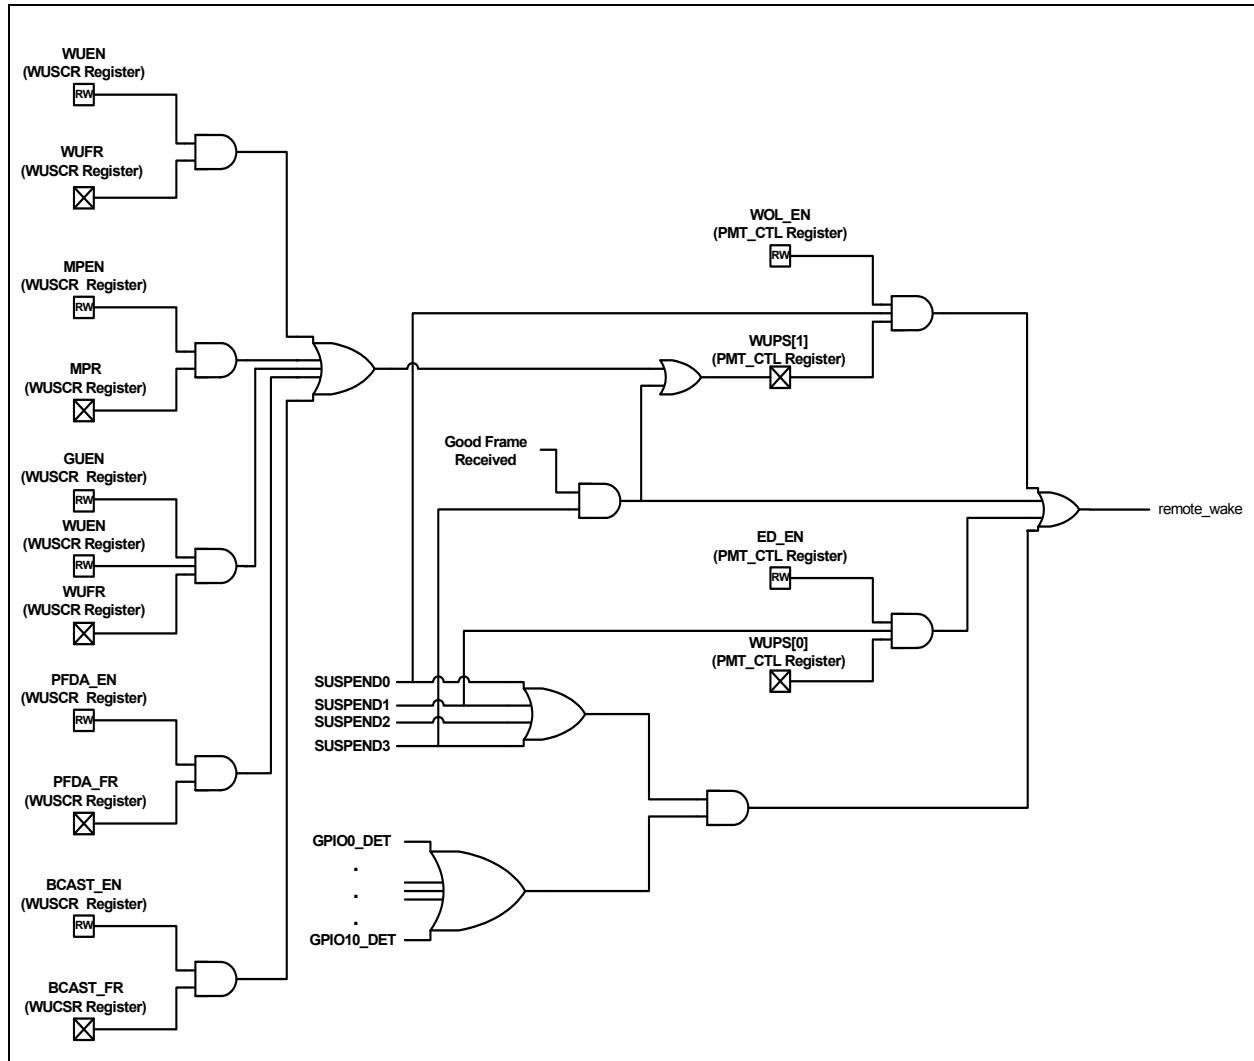 WUEN
(WUSCR Register)
RW
WUFR
(WUSCR Register)
MPEN
(WUSCR Register)
RW
MPR
(WUSCR Register)
GUEN
(WUSCR Register)
RW
WUEN
(WUSCR Register)
RW
WUFR
(WUSCR Register)
PFDA_EN
(WUSCR Register)
RW
PFDA_FR
(WUSCR Register)
BCAST_EN
(WUSCR Register)
RW
BCAST_FR
(WUCSR Register)
Good Frame
Received
SUSPEND0
SUSPEND1
SUSPEND2
SUSPEND3
GPIO0_DET
.
.
.
GPIO10_DET
WOL_EN
(PMT_CTL Register)
RW
WUPS[1]
(PMT_CTL Register)
ED_EN
(PMT_CTL Register)
RW
WUPS[0]
(PMT_CTL Register)
remote_wake